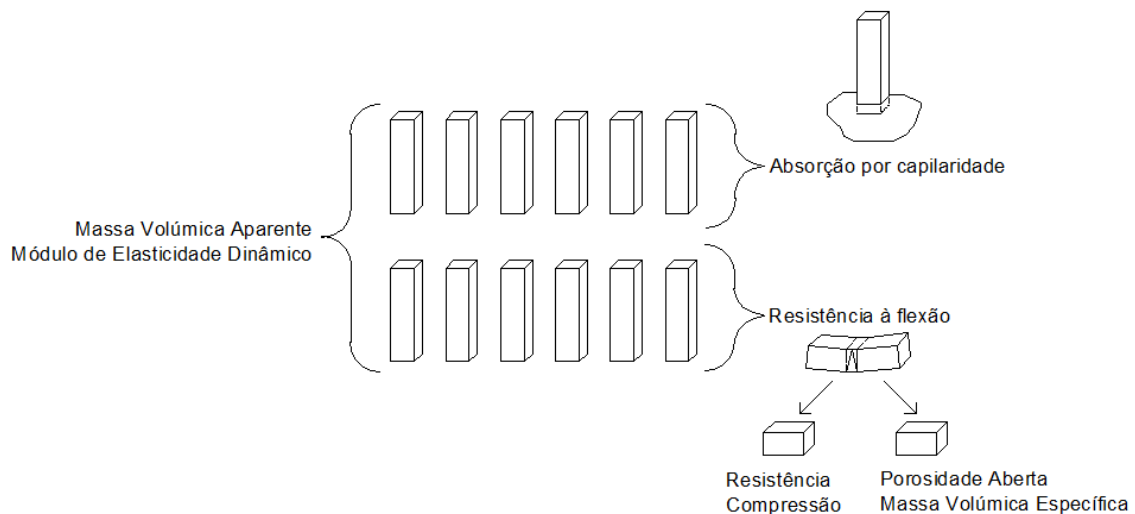 Absorção por capilaridade
Massa Volúmica Aparente
Módulo de Elasticidade Dinâmico
Resistência à flexão
Resistência
Compressão
Porosidade Aberta
Massa Volúmica Específica